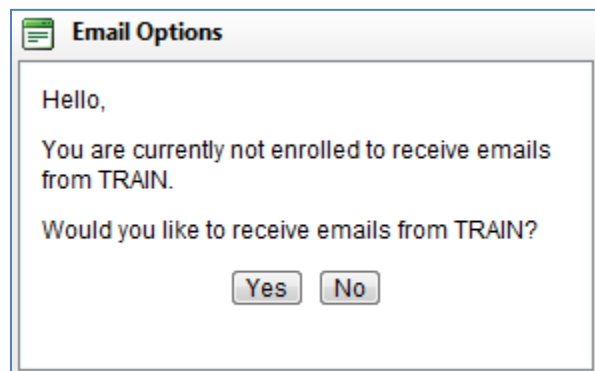 Email Options
Hello,
You are currently not enrolled to receive emails
from TRAIN.
Would you like to receive emails from TRAIN?
Yes No